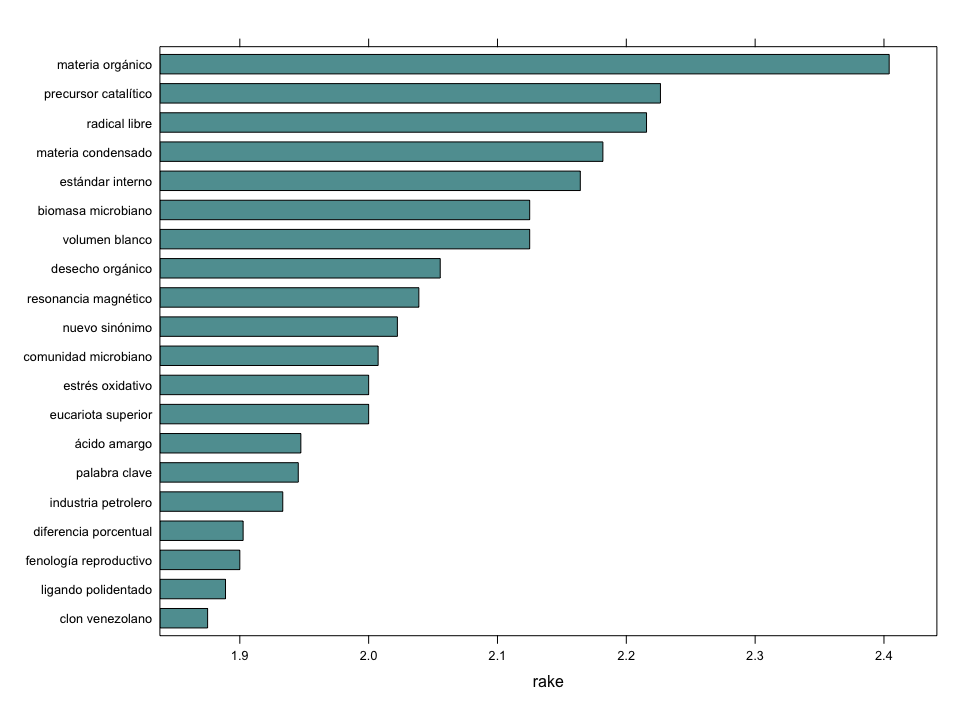 materia orgánico
precursor catalítico
radical libre
materia condensado
estándar interno
biomasa microbiano
volumen blanco
desecho orgánico
resonancia magnético
nuevo sinónimo
comunidad microbiano
estrés oxidativo
eucariota superior
ácido amargo
palabra clave
industria petrolero
diferencia porcentual
fenología reproductivo
ligando polidentado
clon venezolano
1.9 2.0 2.1 2.2 2.3 2.4
rake